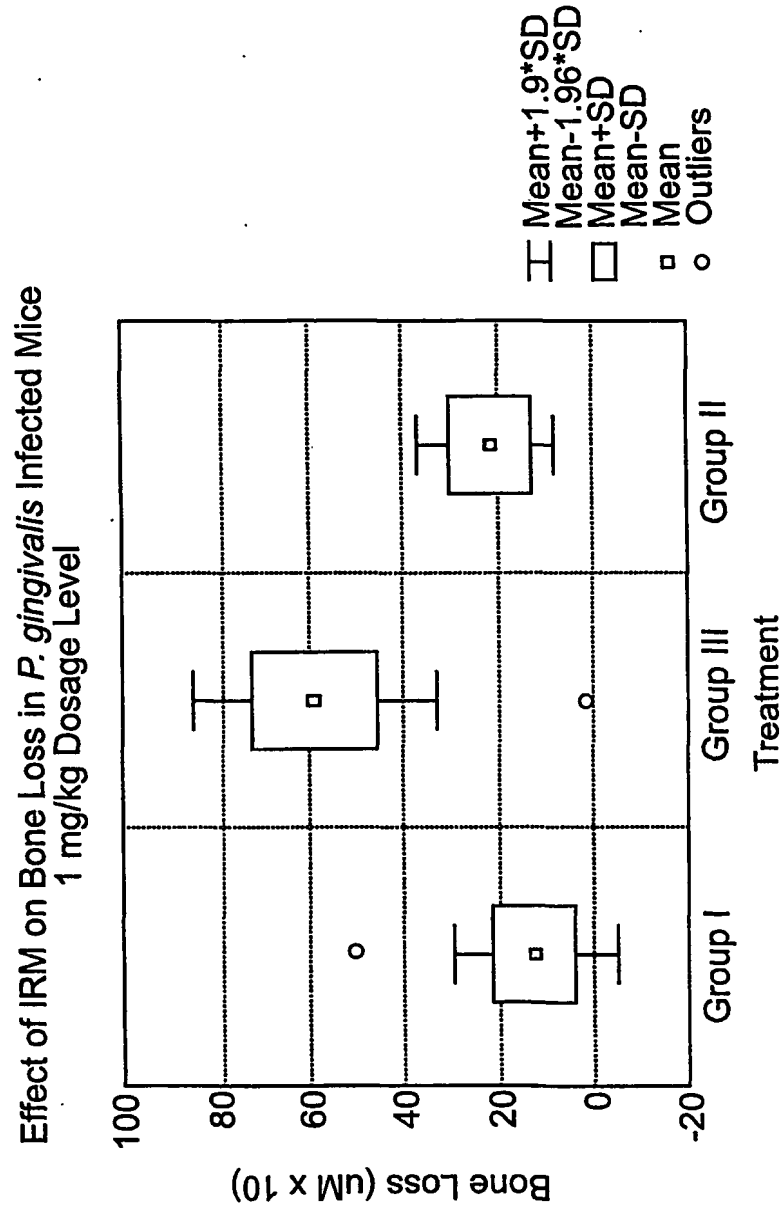 Effect of IRM on Bone Loss in P. gingivalis Infected Mice
1 mg/kg Dosage Level
Bone Loss (uM x 10)
100
80
60
40
20
0
-20
Group I
Group III
Group II
Treatment
Mean+1.9*SD
Mean-1.96*SD
Mean+SD
Mean-SD
Mean
Outliers